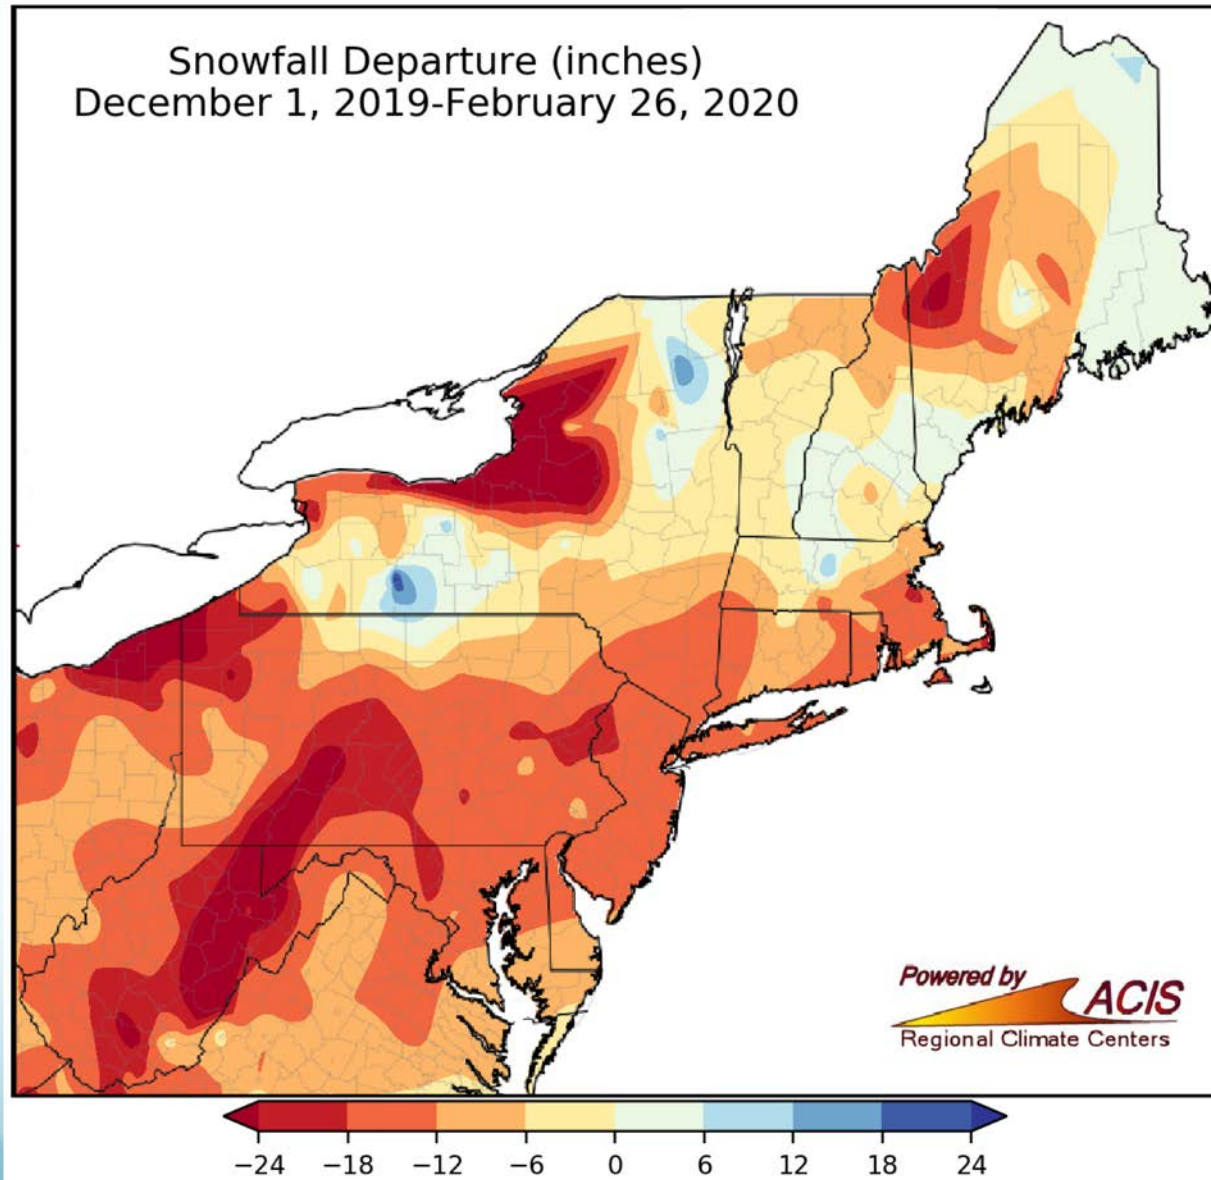 Snowfall Departure (inches)
December 1, 2019-February 26, 2020
Powered by
ACIS
Regional Climate Centers
−24 −18 −12 −6 0 6 12 18 24